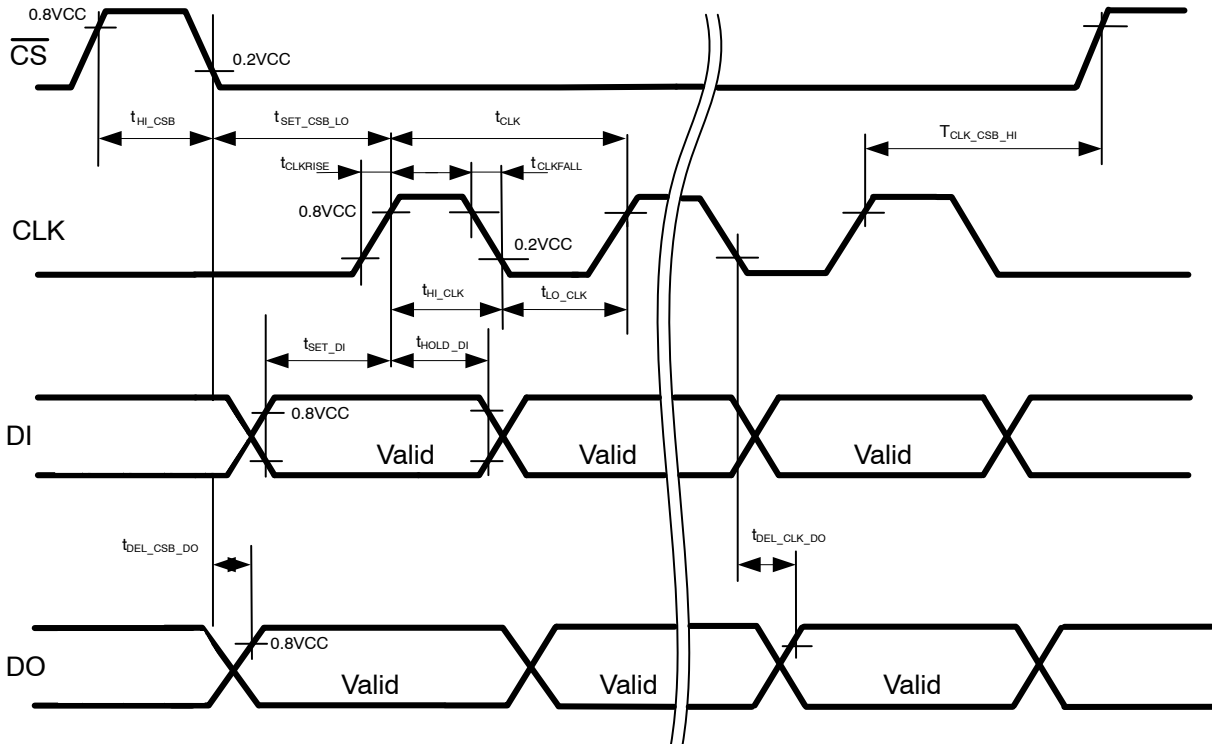 0.8VCC
CS
0.2VCC
tHI_CSB
tSET_CSB_LO
tCLK
TCLK_CSB_HI
tCLKRISE
tCLKFALL
0.8VCC
CLK
0.2VCC
tHI_CLK
tLO_CLK
tSET_DI
tHOLD_DI
0.8VCC
DI
Valid
Valid
Valid
tDEL_CSB_DO
tDEL_CLK_DO
0.8VCC
DO
Valid
Valid
Valid